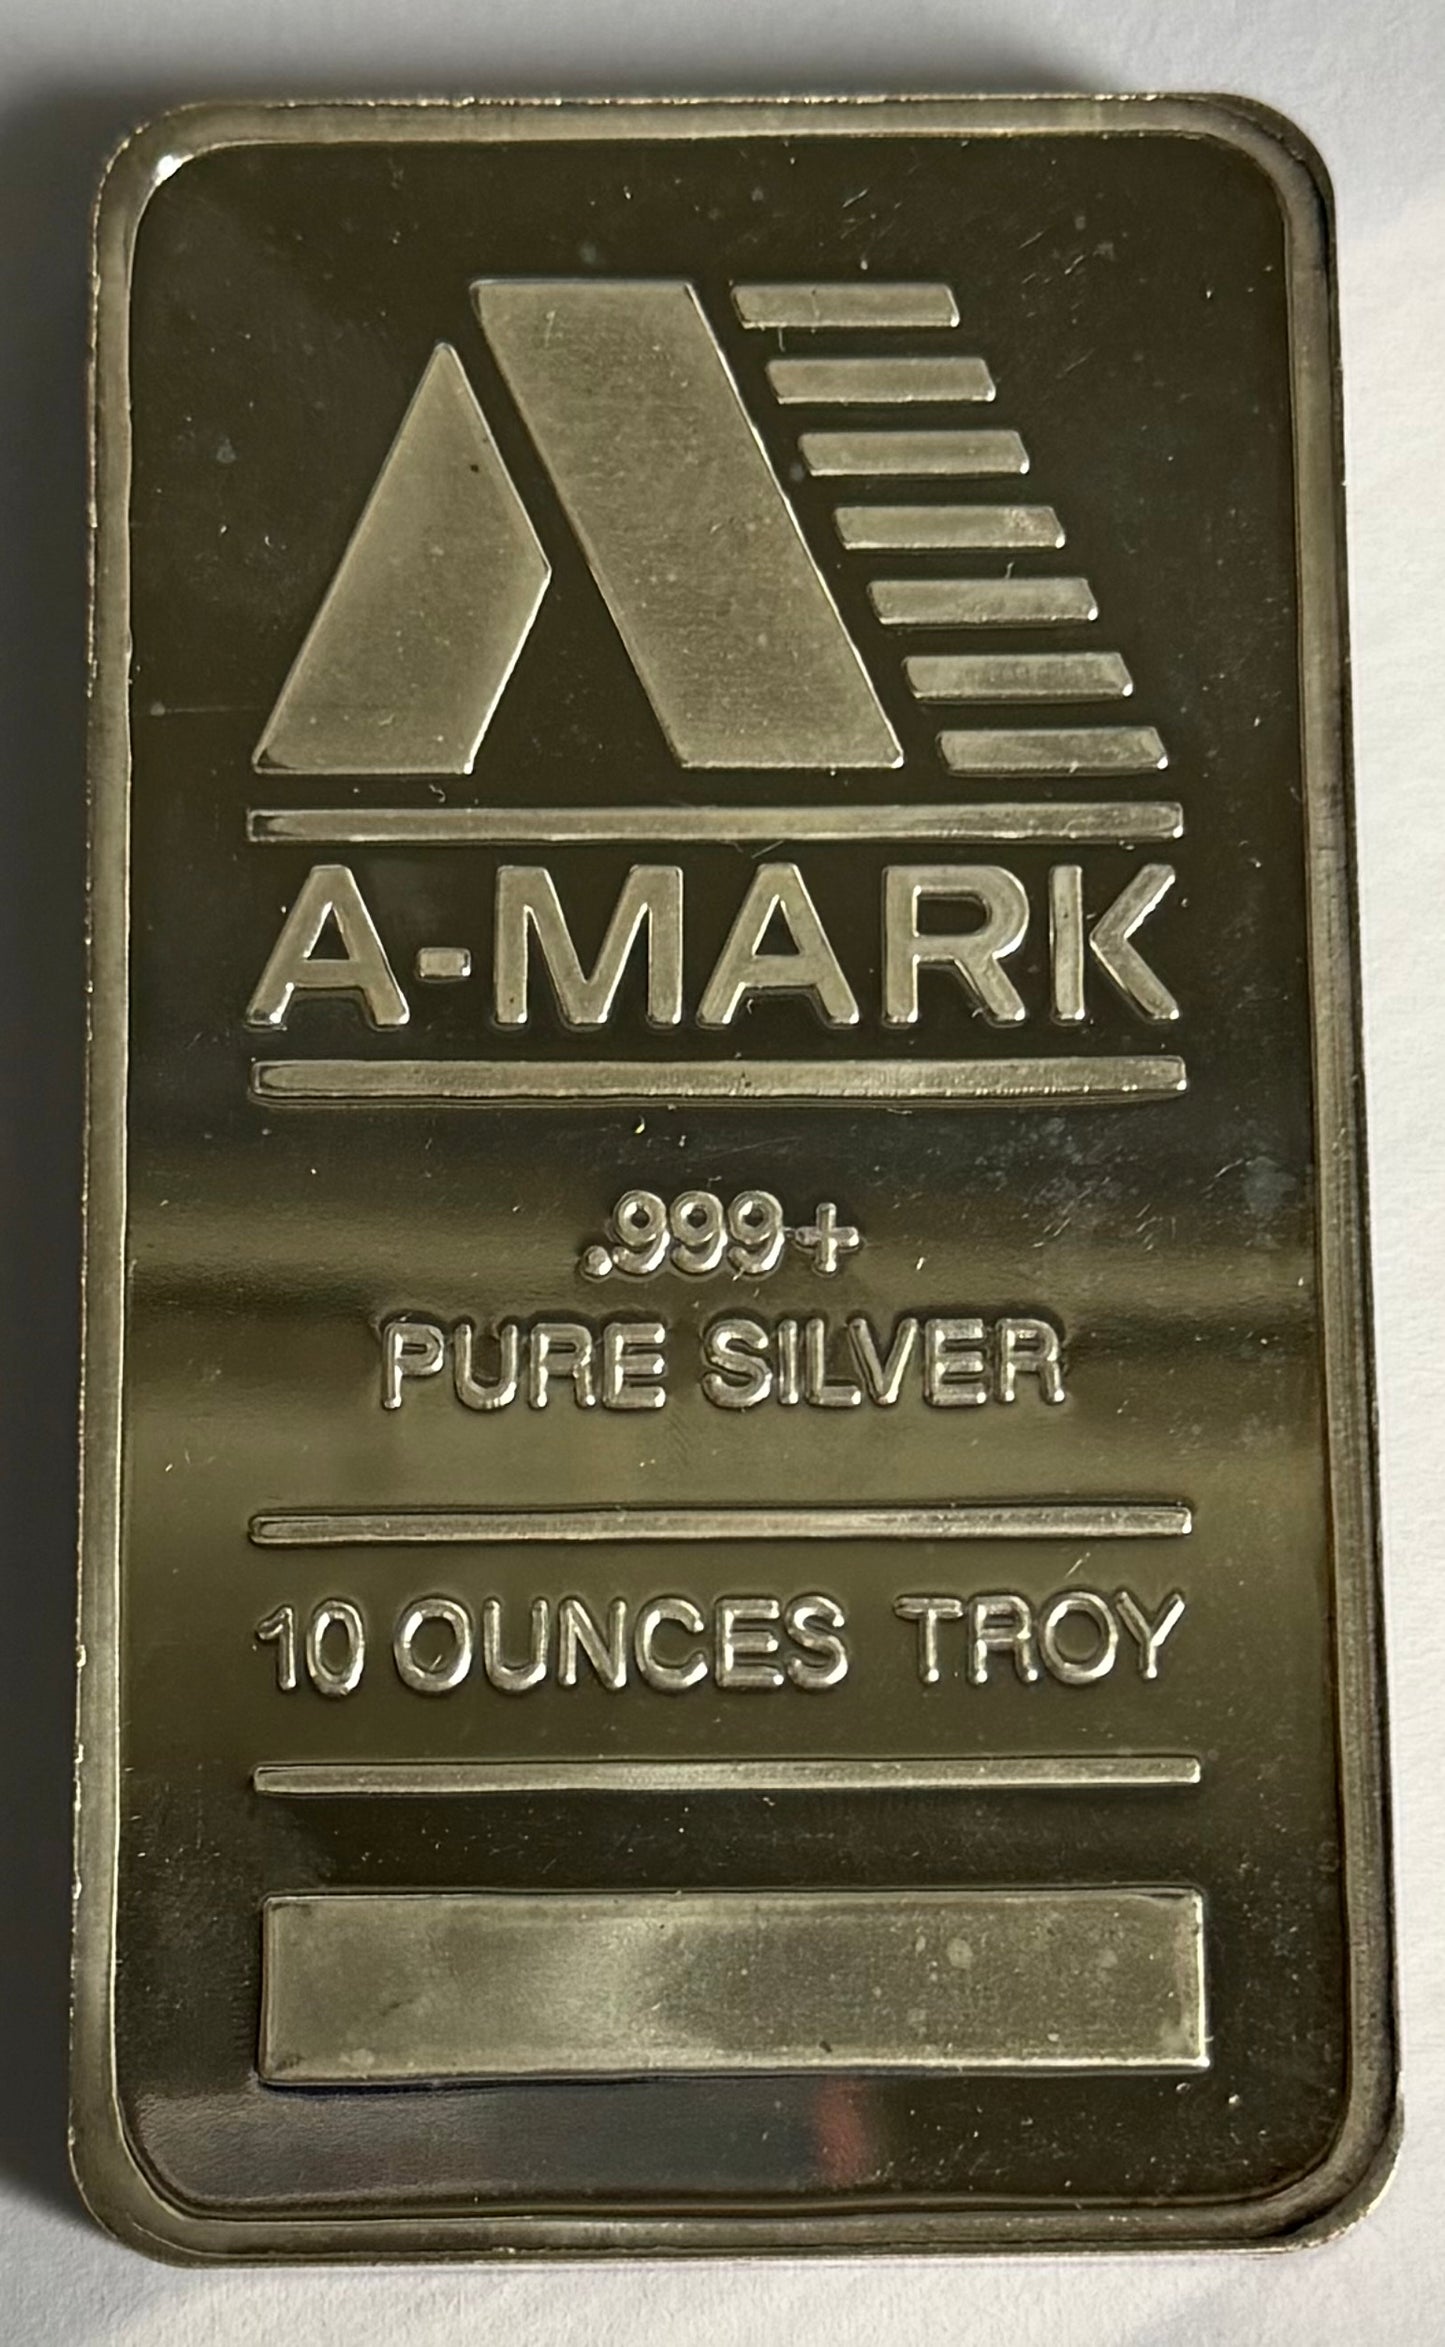 A-MARK
.999+
PURE SILVER
10 OUNCES TROY